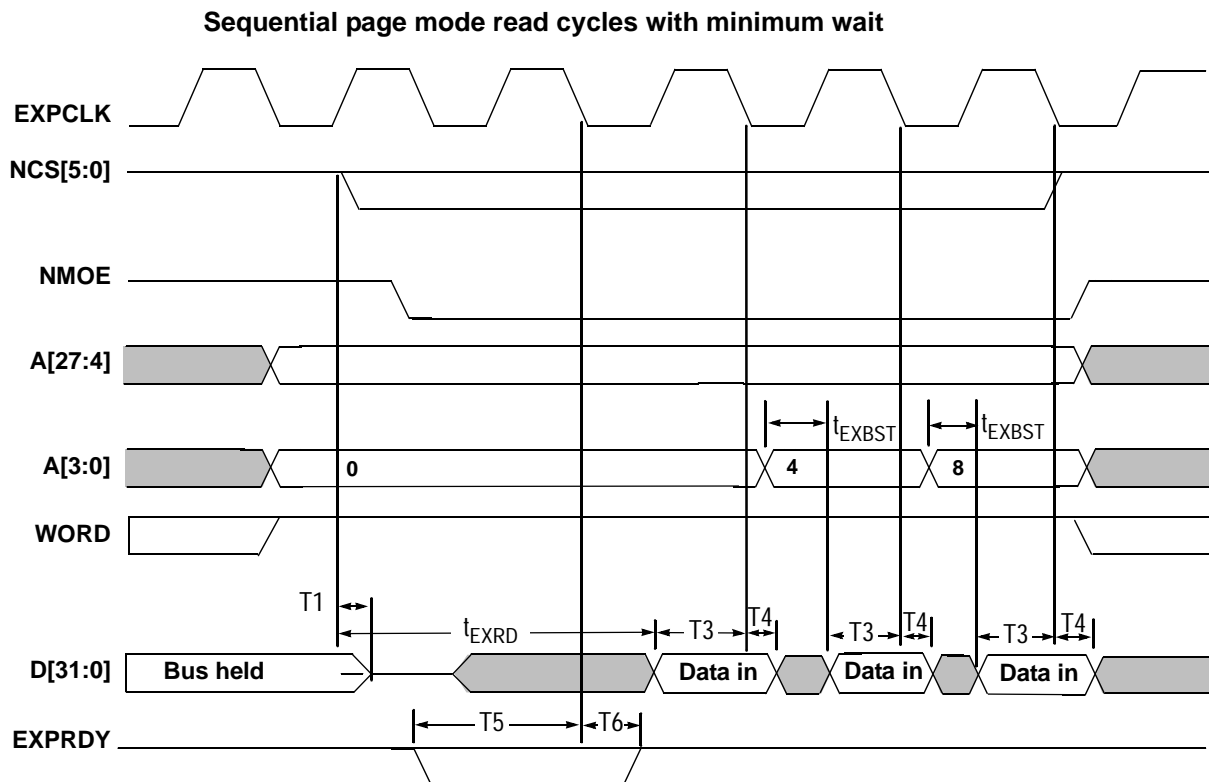 Sequential page mode read cycles with minimum wait
EXPCLK
NCS[5:0]
NMOE
A[27:4]
tEXBST tEXBST
A[3:0] 0 4 8
WORD
T1 tEXRD T3 T4 T3 T4 T3 T4
D[31:0] Bus held Data in Data in Data in
T5 T6
EXPRDY